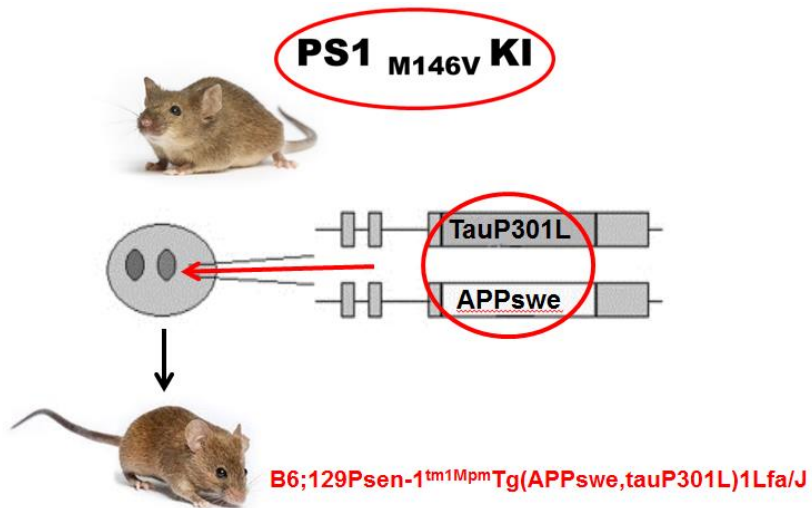 PS1 M146V KI
TauP301L
APPswe
B6;129Psen-1tm1MpmTg(APPswe,tauP301L)1Lfa/J